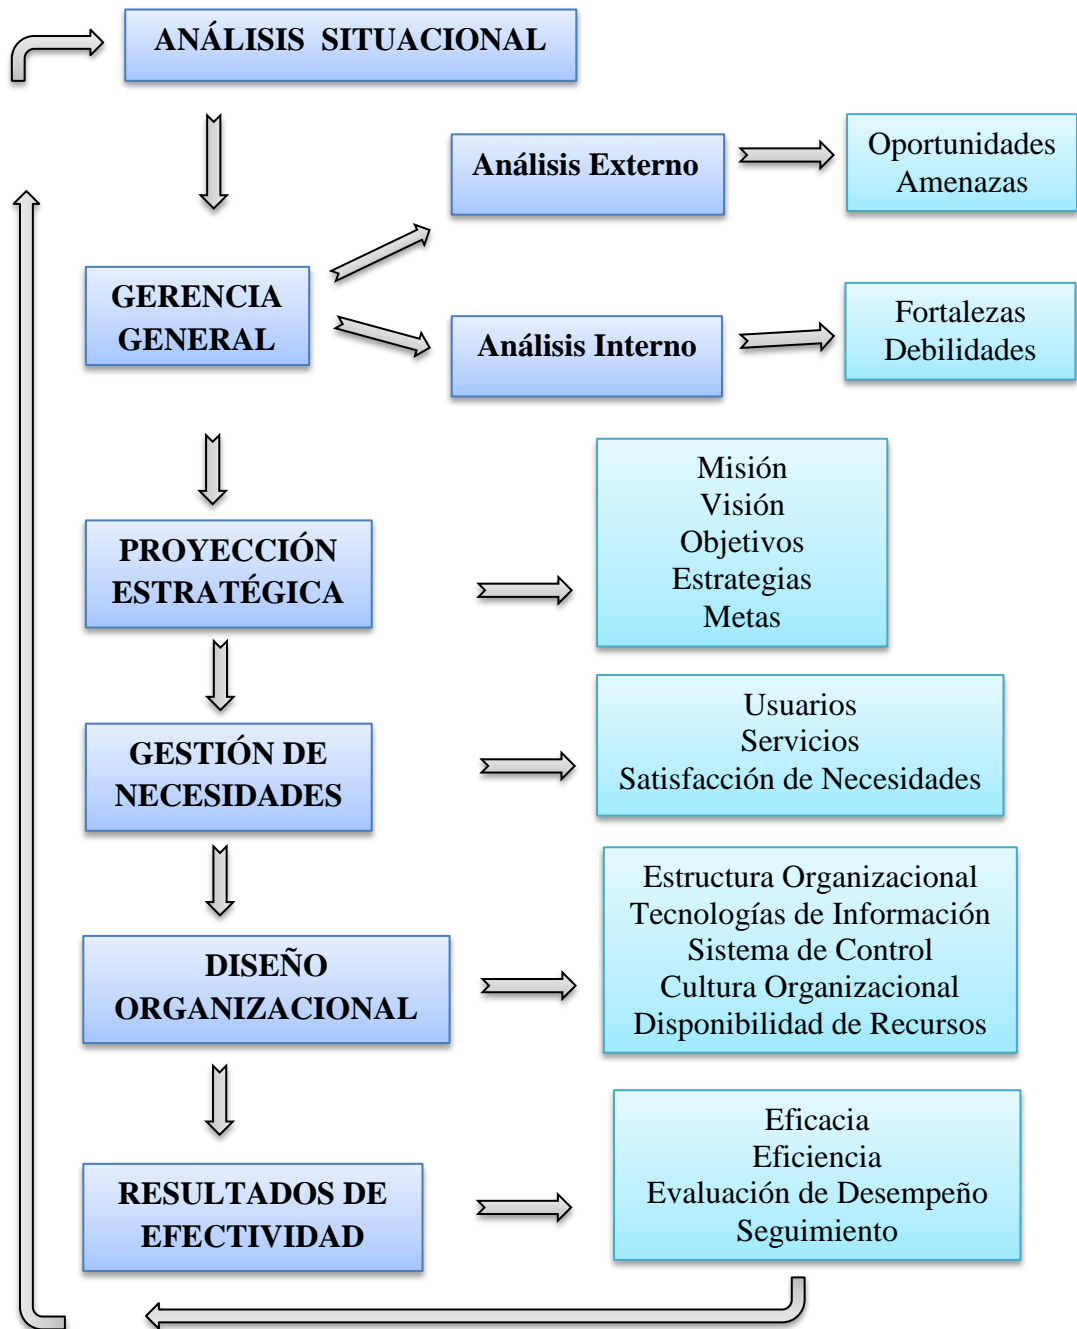 ANÁLISIS SITUACIONAL
Análisis Externo
Oportunidades
Amenazas
GERENCIA
GENERAL
Análisis Interno
Fortalezas
Debilidades
PROYECCIÓN
ESTRATÉGICA
Misión
Visión
Objetivos
Estrategias
Metas
GESTIÓN DE
NECESIDADES
Usuarios
Servicios
Satisfacción de Necesidades
DISEÑO
ORGANIZACIONAL
Estructura Organizacional
Tecnologías de Información
Sistema de Control
Cultura Organizacional
Disponibilidad de Recursos
RESULTADOS DE
EFECTIVIDAD
Eficacia
Eficiencia
Evaluación de Desempeño
Seguimiento